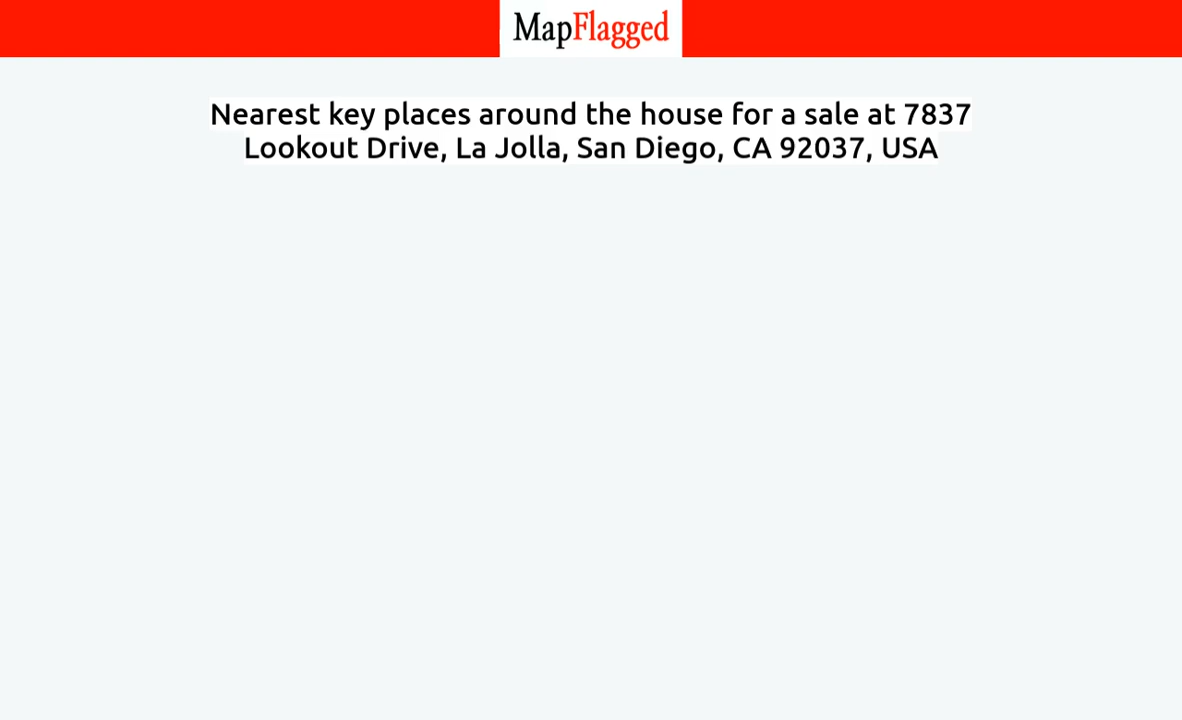 MapFlagged
Nearest key places around the house for a sale at 7837
Lookout Drive, La Jolla, San Diego, CA 92037, USA